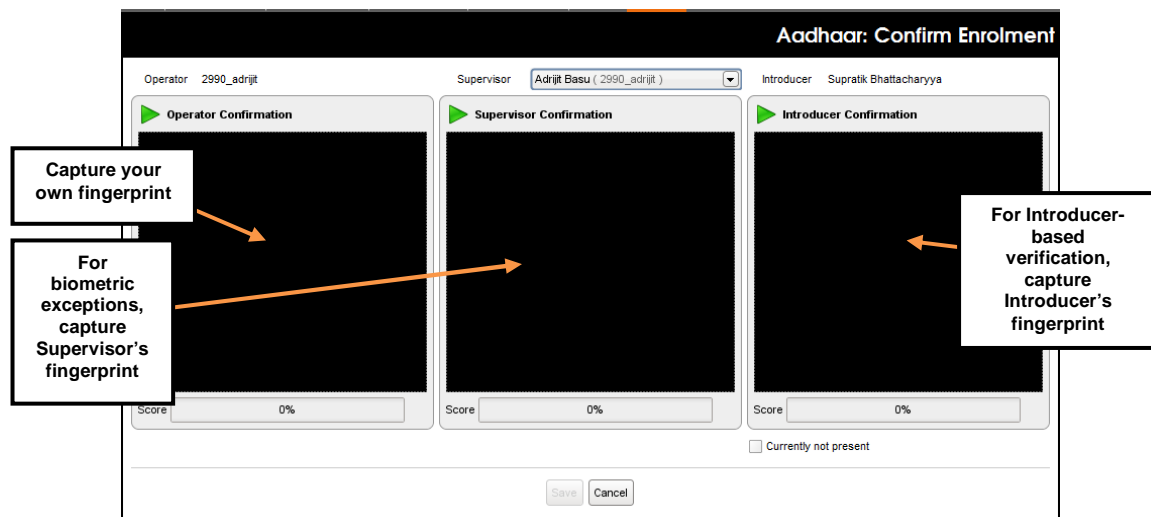 Aadhaar: Confirm Enrolment
Operator 2990_adrijit Supervisor Adrijit Basu ( 2990_adrijit ) Introducer Supratik Bhattacharyya
Operator Confirmation
Supervisor Confirmation
Introducer Confirmation
Capture your
own fingerprint
For
biometric
exceptions,
capture
Supervisor's
fingerprint
For Introducer-
based
verification,
capture
Introducer's
fingerprint
Score 0%
Score 0%
Score 0%
Currently not present
Save Cancel